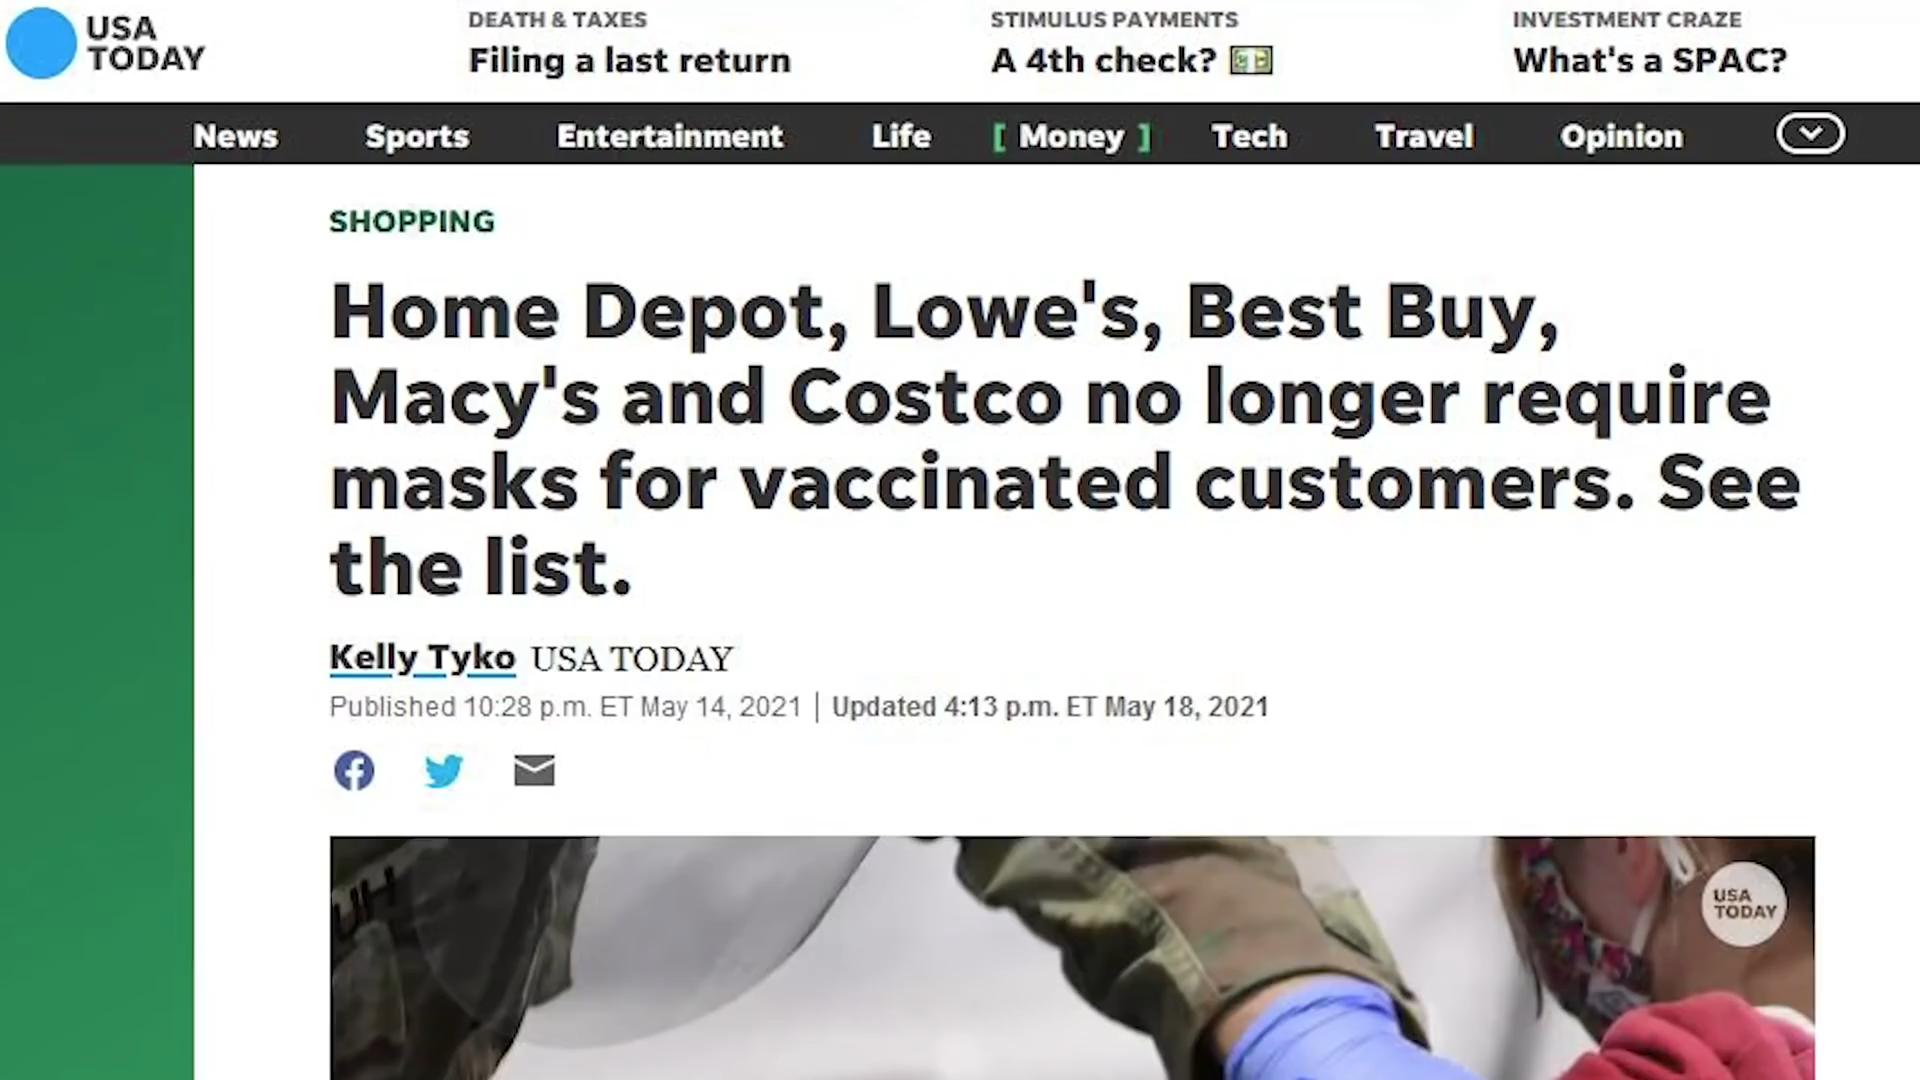 USA
TODAY
DEATH & TAXES
Filing a last return
STIMULUS PAYMENTS
A 4th check?
INVESTMENT CRAZE
What's a SPAC?
News Sports Entertainment Life [ Money ] Tech Travel Opinion
SHOPPING
Home Depot, Lowe's, Best Buy,
Macy's and Costco no longer require
masks for vaccinated customers. See
the list.
Kelly Tyko USA TODAY
Published 10:28 p.m. ET May 14, 2021 | Updated 4:13 p.m. ET May 18, 2021
USA
TODAY